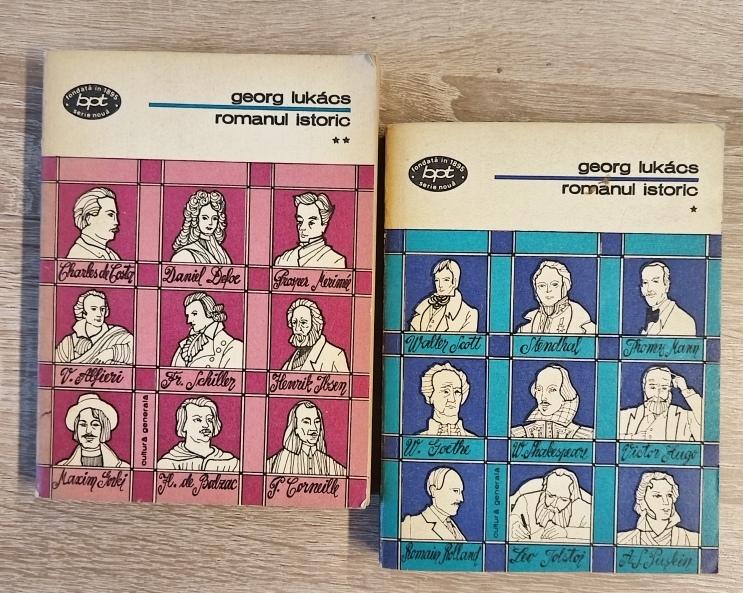 fondată în 1895
bpt
serie nouă
georg lukács
romanul istoric
**
Charles de Costa
Daniel Defoe
Prosper Merimé
V. Alfieri
Fr. Schiller
Henrik Ibsen
Maxim Gorki
H. de Balzac
P. Corneille
cultură generală
fondată în 1895
bpt
serie nouă
georg lukács
romanul istoric
*
Walter Scott
Stendhal
Thomas Mann
W. Goethe
W. Shakespeare
Victor Hugo
Romain Rolland
Leo Tolstoi
A.S. Puşkin
cultură generală